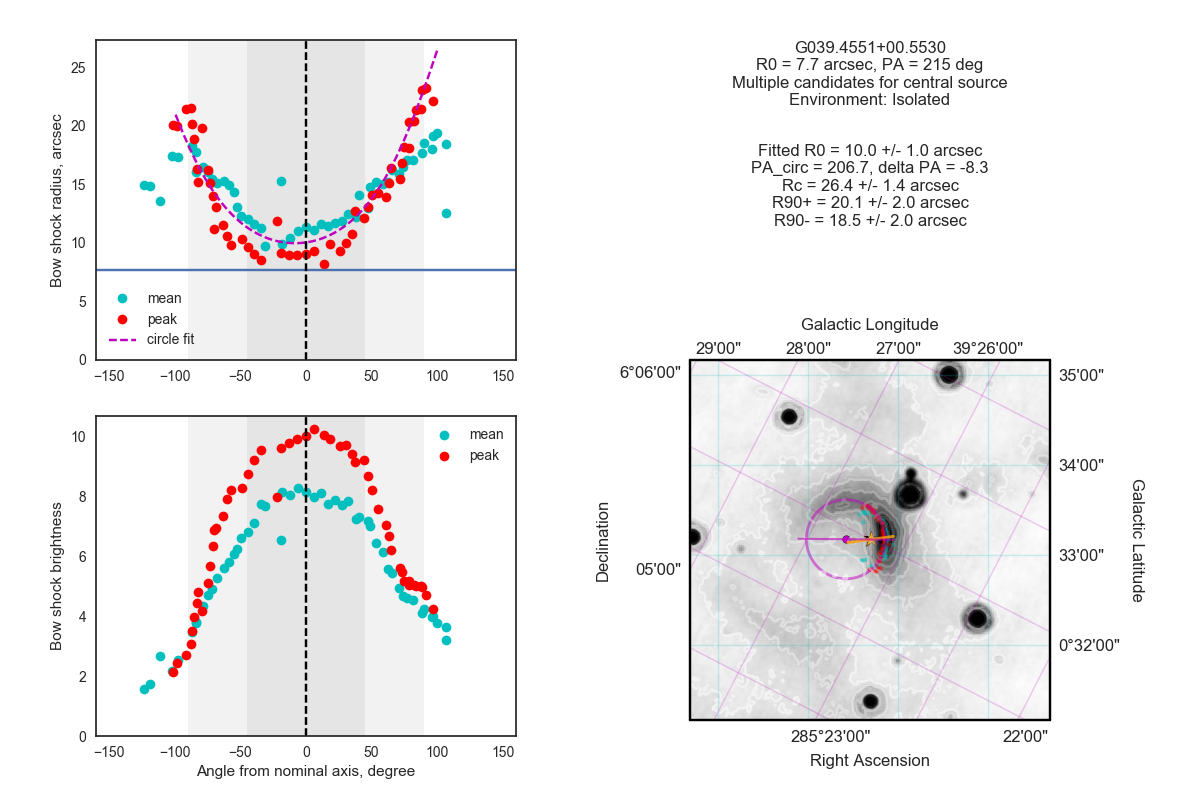 25
20
15
10
5
0
Bow shock radius, arcsec
mean
peak
circle fit
−150 −100 −50 0 50 100 150
10
8
6
4
2
0
Bow shock brightness
mean
peak
−150 −100 −50 0 50 100 150
Angle from nominal axis, degree
G039.4551+00.5530
R0 = 7.7 arcsec, PA = 215 deg
Multiple candidates for central source
Environment: Isolated
Fitted R0 = 10.0 +/- 1.0 arcsec
PA_circ = 206.7, delta PA = -8.3
Rc = 26.4 +/- 1.4 arcsec
R90+ = 20.1 +/- 2.0 arcsec
R90- = 18.5 +/- 2.0 arcsec
Galactic Longitude
29'00" 28'00" 27'00" 39°26'00"
6°06'00"
05'00"
Declination
35'00"
34'00"
33'00"
0°32'00"
Galactic Latitude
285°23'00" 22'00"
Right Ascension